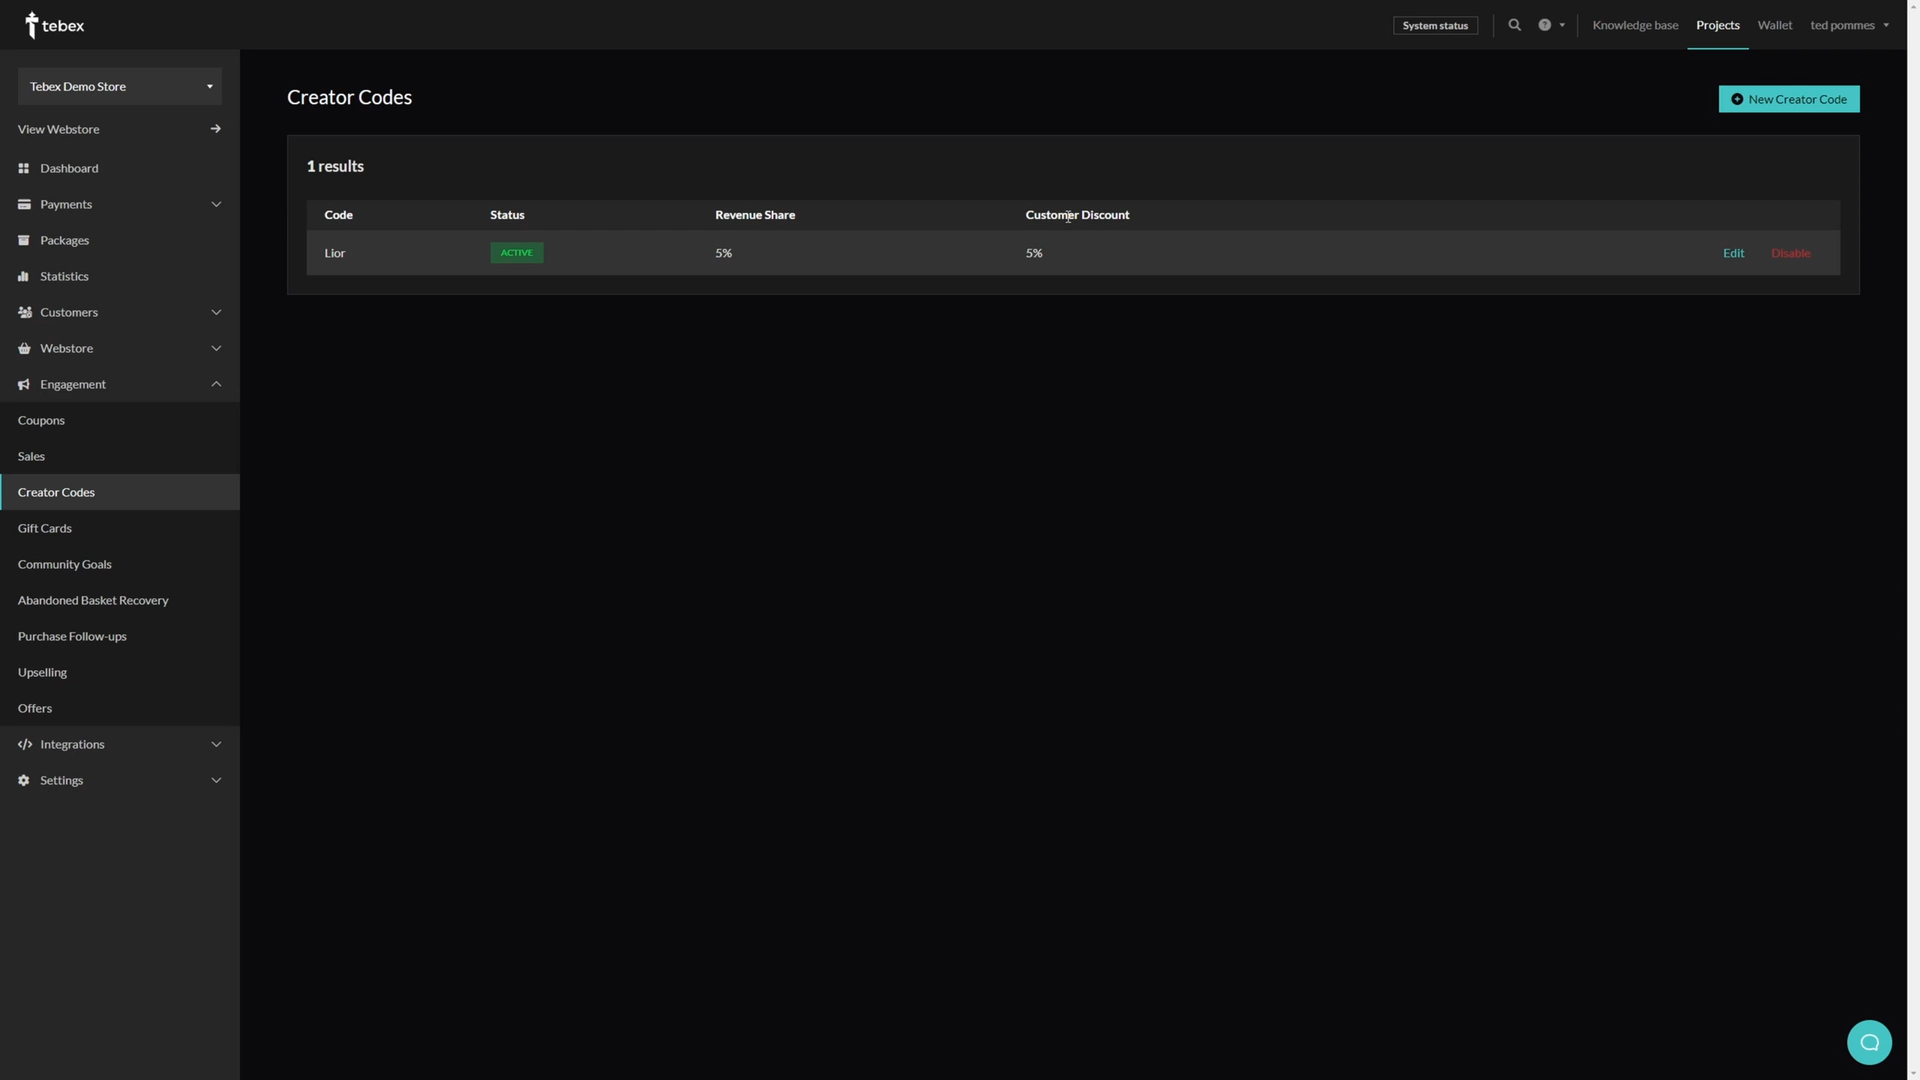 tebex
System status
Knowledge base
Projects
Wallet
ted pommes
Tebex Demo Store
View Webstore
Dashboard
Payments
Packages
Statistics
Customers
Webstore
Engagement
Coupons
Sales
Creator Codes
Gift Cards
Community Goals
Abandoned Basket Recovery
Purchase Follow-ups
Upselling
Offers
Integrations
Settings
Creator Codes
New Creator Code
1 results
Code Status Revenue Share Customer Discount
Lior ACTIVE 5% 5% Edit Disable